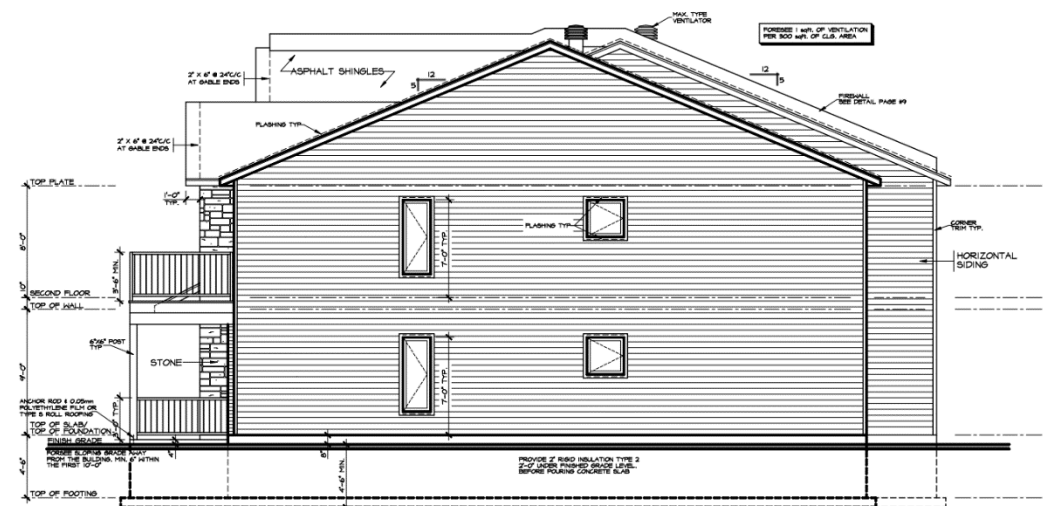 MAX. TYPE
VENTILATOR
FORESEE 1 sqft. OF VENTILATION
PER 300 sqft. OF CLG. AREA
2" X 6" @ 24"C/C
AT GABLE ENDS
ASPHALT SHINGLES
12
5
12
5
FIREWALL
SEE DETAIL PAGE #9
FLASHING TYP.
2" X 6" @ 24"C/C
AT GABLE ENDS
TOP PLATE
1'-0"
TYP.
8'-0"
FLASHING TYP.
7'-0" TYP.
CORNER
TRIM TYP.
HORIZONTAL
SIDING
3'-6" MIN.
10"
SECOND FLOOR
TOP OF WALL
6"X6" POST
TYP
STONE
9'-0"
7'-0" TYP.
ANCHOR ROD & 0.05mm
POLYETHYLENE FILM OR
TYPE S ROLL ROOFING
3'-0" TYP.
TOP OF SLAB/
TOP OF FOUNDATION
FINISH GRADE
FORSEE SLOPING GRADE AWAY
FROM THE BUILDING. MIN. 6" WITHIN
THE FIRST 10'-0"
4"
8"
4'-6" MIN.
PROVIDE 2" RIGID INSULATION TYPE 2
2'-0" UNDER FINISHED GRADE LEVEL.
BEFORE POURING CONCRETE SLAB
4'-6"
TOP OF FOOTING